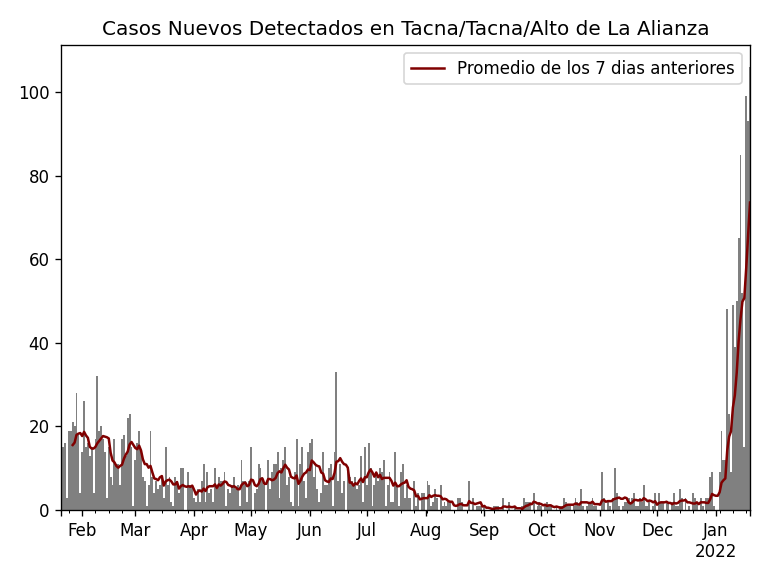 Casos Nuevos Detectados en Tacna/Tacna/Alto de La Alianza
Promedio de los 7 dias anteriores
100
80
60
40
20
0
Feb Mar Apr May Jun Jul Aug Sep Oct Nov Dec Jan
2022